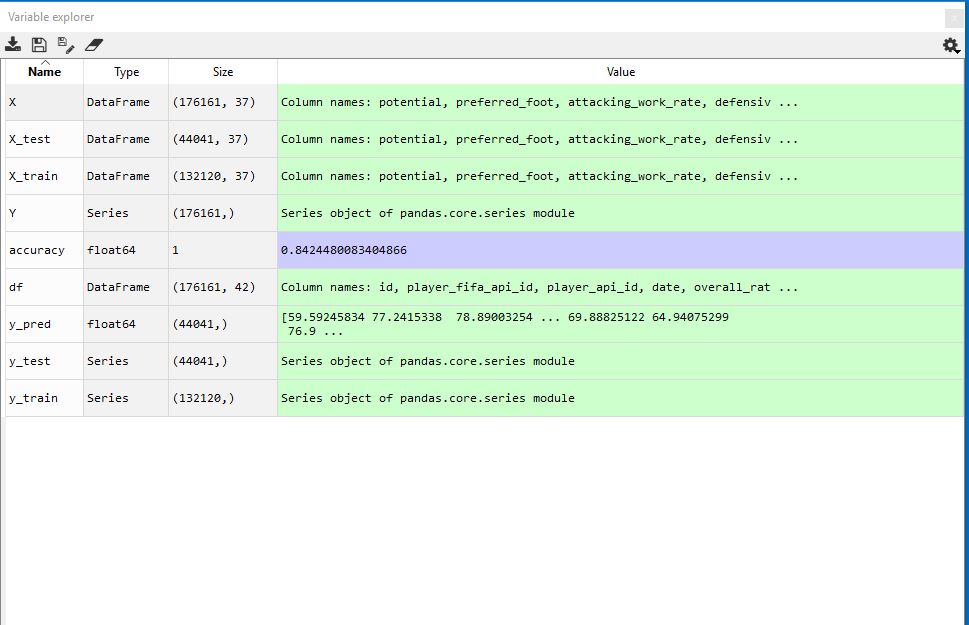 Variable explorer
Name Type Size Value
X DataFrame (176161, 37) Column names: potential, preferred_foot, attacking_work_rate, defensiv ...
X_test DataFrame (44041, 37) Column names: potential, preferred_foot, attacking_work_rate, defensiv ...
X_train DataFrame (132120, 37) Column names: potential, preferred_foot, attacking_work_rate, defensiv ...
Y Series (176161,) Series object of pandas.core.series module
accuracy float64 1 0.8424480083404866
df DataFrame (176161, 42) Column names: id, player_fifa_api_id, player_api_id, date, overall_rat ...
y_pred float64 (44041,) [59.59245834 77.2415338  78.89003254 ... 69.88825122 64.94075299
76.9 ...
y_test Series (44041,) Series object of pandas.core.series module
y_train Series (132120,) Series object of pandas.core.series module